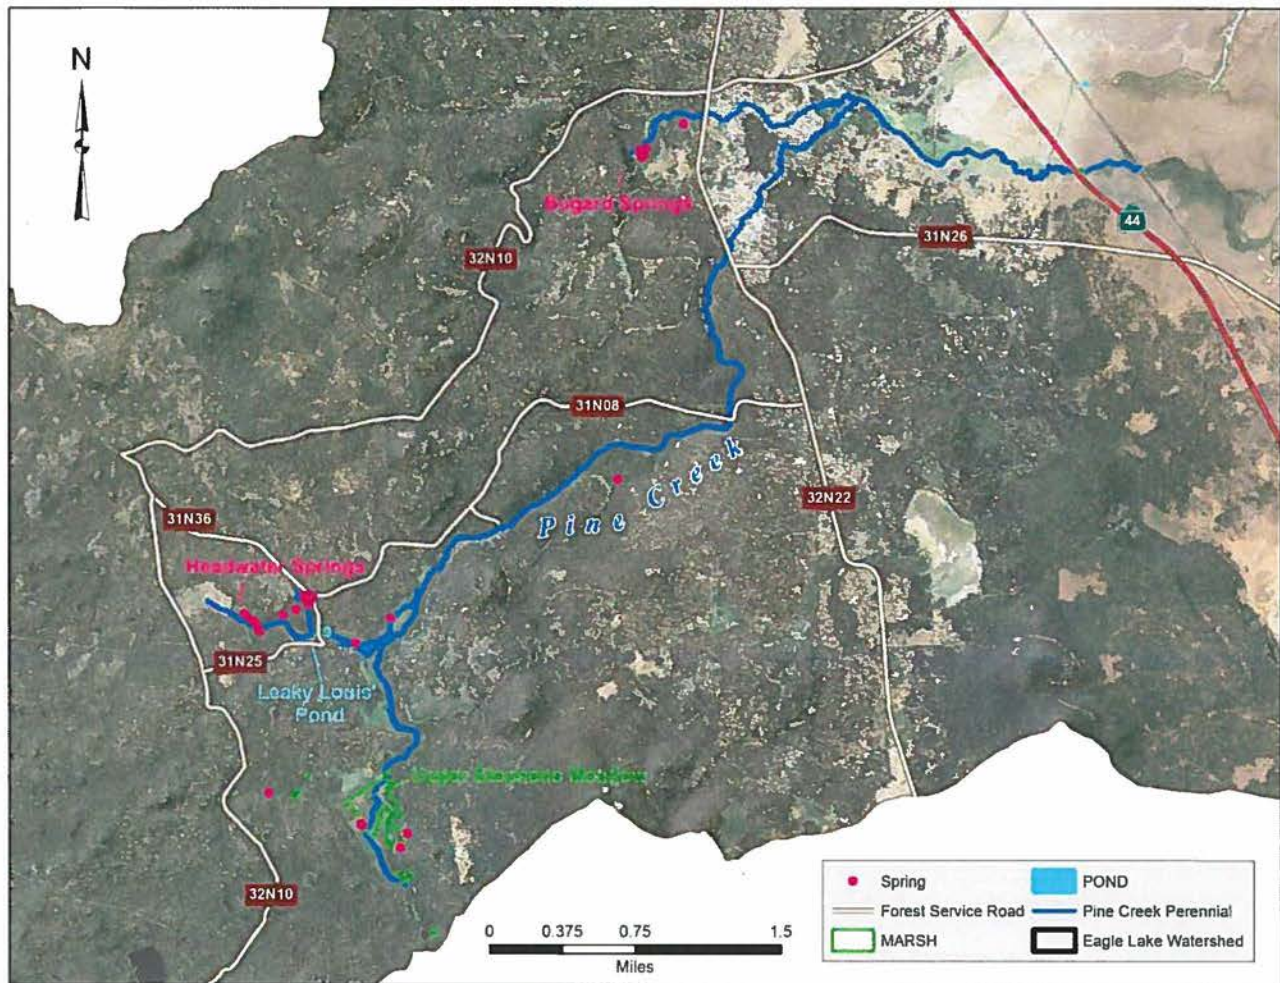 N
Bogard Springs
44
31N26
32N10
31N08
Pine Creek
32N22
31N36
Headwater Springs
31N25
Leaky Louis'
Pond
32N10
0 0.375 0.75 1.5
Miles
Spring
Forest Service Road
MARSH
POND
Pine Creek Perennial
Eagle Lake Watershed